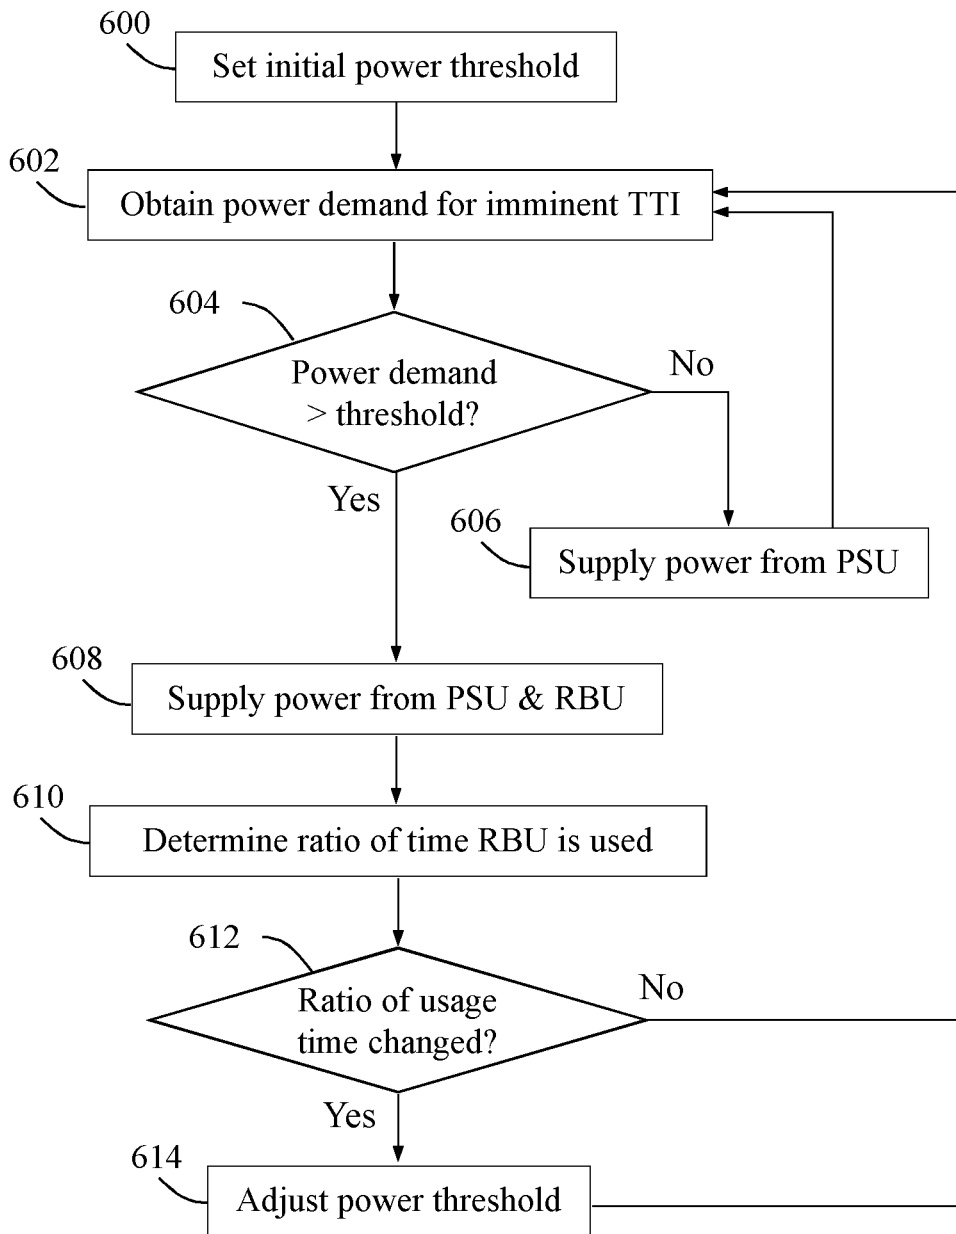 600
Set initial power threshold
602
Obtain power demand for imminent TTI
604
Power demand
> threshold?
No
Yes
606
Supply power from PSU
608
Supply power from PSU & RBU
610
Determine ratio of time RBU is used
612
Ratio of usage
time changed?
No
Yes
614
Adjust power threshold